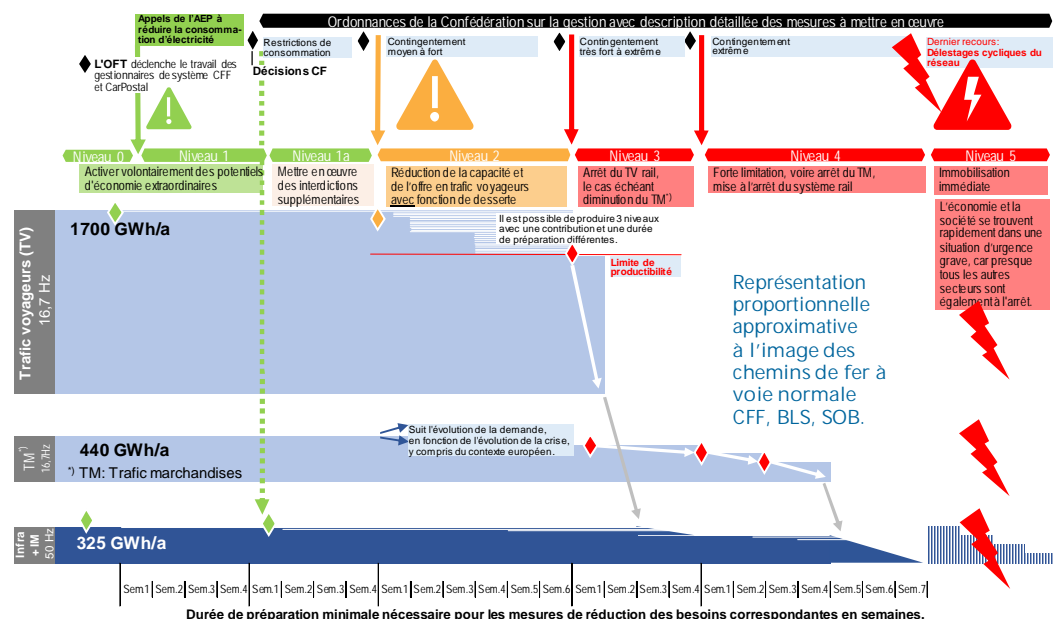 Appels de l'AEP à
réduire la consomma-
tion d'électricité
Ordonnances de la Confédération sur la gestion avec description détaillée des mesures à mettre en œuvre
Restrictions de
consommation
Décisions CF
Contingentement
moyen à fort
Contingentement
très fort à extrême
Contingentement
extrême
Dernier recours:
Délestages cycliques du
réseau
L'OFT déclenche le travail des
gestionnaires de système CFF
et CarPostal
Niveau 0
Niveau 1
Niveau 1a
Niveau 2
Niveau 3
Niveau 4
Niveau 5
Activer volontairement des potentiels
d'économie extraordinaires
Mettre en œuvre
des interdictions
supplémentaires
Réduction de la capacité et
de l'offre en trafic voyageurs
avec fonction de desserte
Arrêt du TV rail,
le cas échéant
diminution du TM*)
Forte limitation, voire arrêt du TM,
mise à l'arrêt du système rail
Immobilisation
immédiate
L'économie et la
société se trouvent
rapidement dans une
situation d'urgence
grave, car presque
tous les autres
secteurs sont
également à l'arrêt.
Trafic voyageurs (TV)
16,7 Hz
1700 GWh/a
Il est possible de produire 3 niveaux
avec une contribution et une durée
de préparation différentes.
Limite de
productibilité
Représentation
proportionnelle
approximative
à l'image des
chemins de fer à
voie normale
CFF, BLS, SOB.
TM*)
16,7Hz
440 GWh/a
*) TM: Trafic marchandises
Suit l'évolution de la demande,
en fonction de l'évolution de la crise,
y compris du contexte européen.
Infra
+ IM
50 Hz
325 GWh/a
Sem.1 Sem.2 Sem.3 Sem.4 Sem.1 Sem.2 Sem.3 Sem.4 Sem.1 Sem.2 Sem.3 Sem.4 Sem.5 Sem.6 Sem.1 Sem.2 Sem.3 Sem.4 Sem.1 Sem.2 Sem.3 Sem.4 Sem.5 Sem.6 Sem.7
Durée de préparation minimale nécessaire pour les mesures de réduction des besoins correspondantes en semaines.